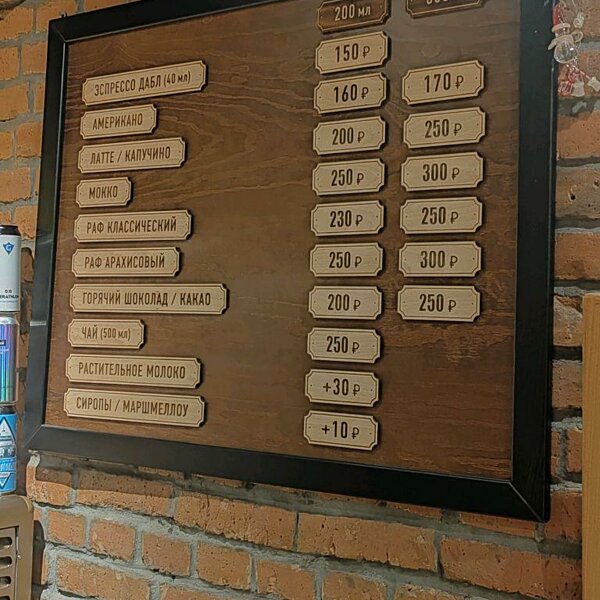 200 мл
ЭСПРЕССО ДАБЛ (40 мл) 150 ₽
АМЕРИКАНО 160 ₽ 170 ₽
ЛАТТЕ / КАПУЧИНО 200 ₽ 250 ₽
МОККО 250 ₽ 300 ₽
РАФ КЛАССИЧЕСКИЙ 230 ₽ 250 ₽
РАФ АРАХИСОВЫЙ 250 ₽ 300 ₽
ГОРЯЧИЙ ШОКОЛАД / КАКАО 200 ₽ 250 ₽
ЧАЙ (500 мл) 250 ₽
РАСТИТЕЛЬНОЕ МОЛОКО +30 ₽
СИРОПЫ / МАРШМЕЛЛОУ +10 ₽